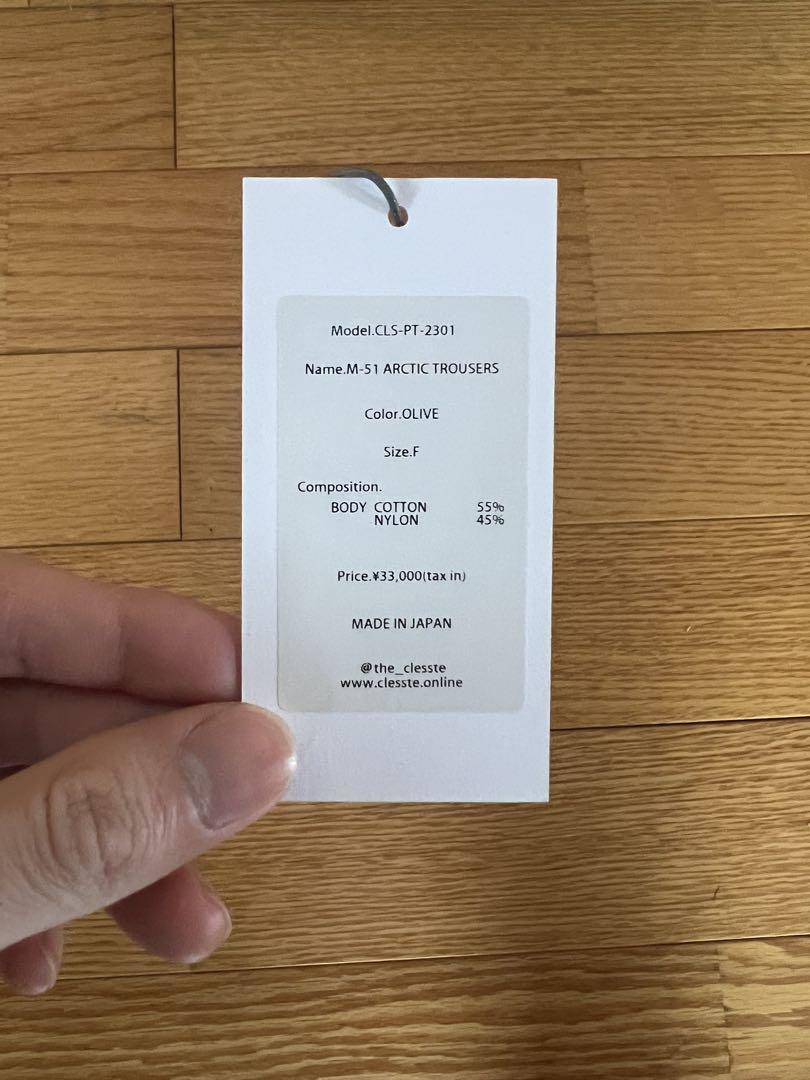 Model.CLS-PT-2301
Name.M-51 ARCTIC TROUSERS
Color.OLIVE
Size.F
Composition.
BODY COTTON 55%
NYLON 45%
Price.¥33,000(tax in)
MADE IN JAPAN
@the_clesste
www.clesste.online